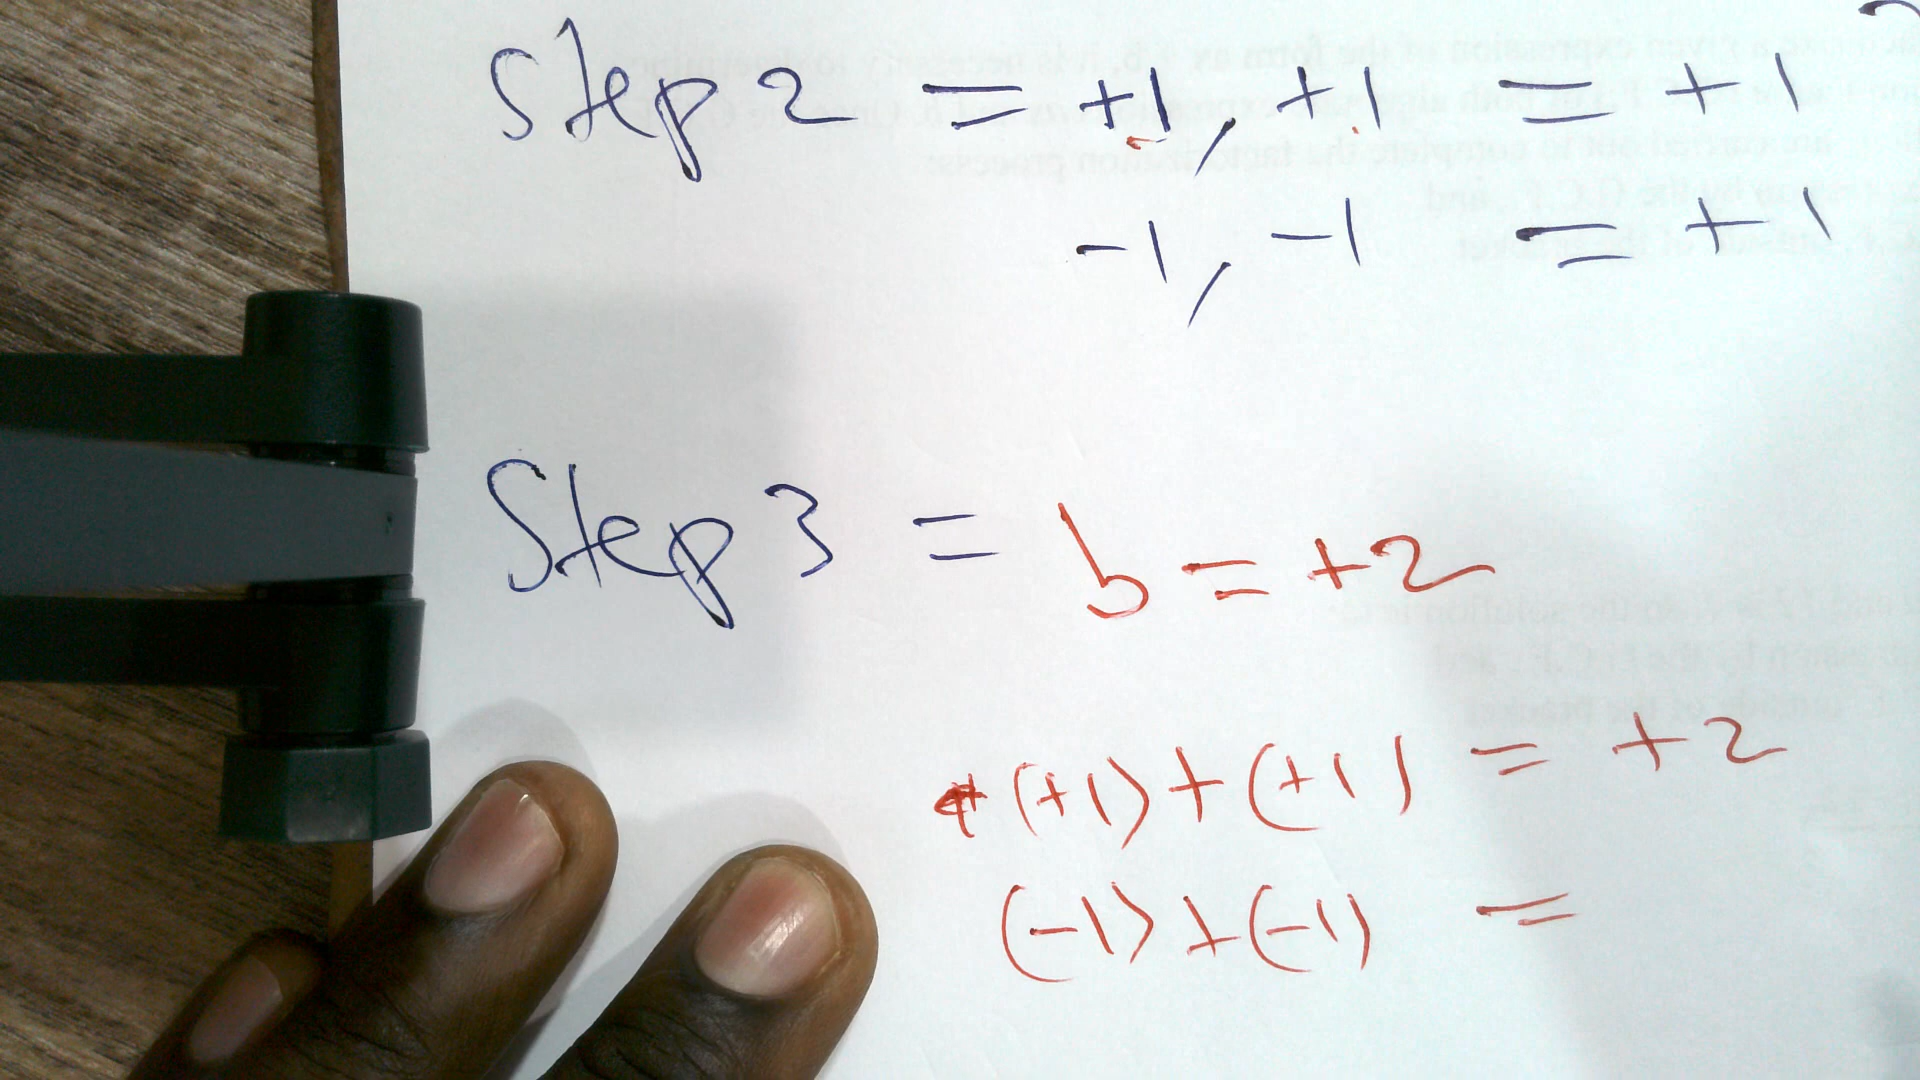 Step 2 = +1, +1 = +1
-1, -1 = +1
Step 3 = b = +2
(+1) + (+1) = +2
(-1) + (-1) =